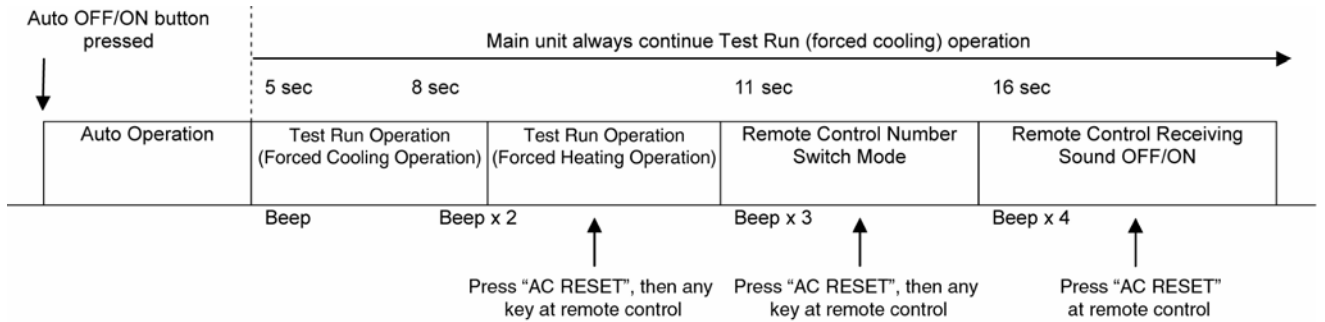 Auto OFF/ON button
pressed
Main unit always continue Test Run (forced cooling) operation
5 sec
8 sec
11 sec
16 sec
Auto Operation
Test Run Operation
(Forced Cooling Operation)
Test Run Operation
(Forced Heating Operation)
Remote Control Number
Switch Mode
Remote Control Receiving
Sound OFF/ON
Beep
Beep x 2
Beep x 3
Beep x 4
Press “AC RESET”, then any
key at remote control
Press “AC RESET”, then any
key at remote control
Press “AC RESET”
at remote control